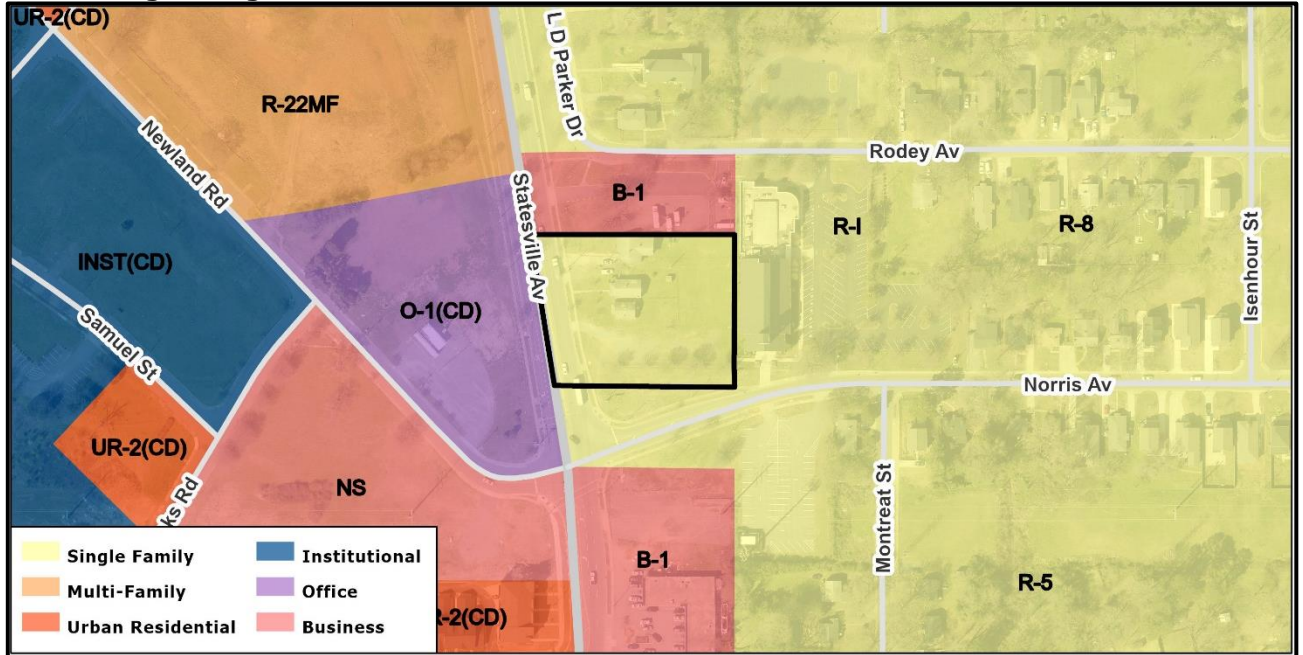 UR-2(CD)
L D Parker Dr
R-22MF
Newland Rd
Rodey Av
Statesville Av
B-1
R-I
R-8
INST(CD)
Isenhour St
O-1(CD)
Samuel St
Norris Av
UR-2(CD)
NS
ks Rd
Montreat St
B-1
R-5
R-2(CD)
Single Family
Institutional
Multi-Family
Office
Urban Residential
Business